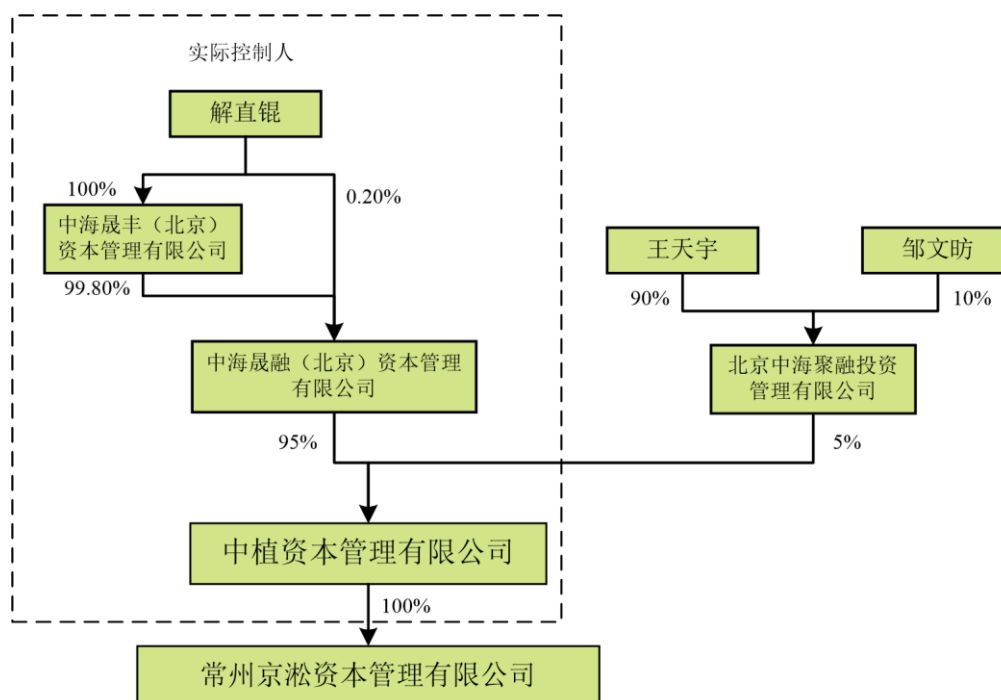 实际控制人
解直锟
100%
0.20%
中海晟丰（北京）
资本管理有限公司
王天宇
邹文昉
99.80%
90%
10%
中海晟融（北京）资本管理
有限公司
北京中海聚融投资
管理有限公司
95%
5%
中植资本管理有限公司
100%
常州京淞资本管理有限公司